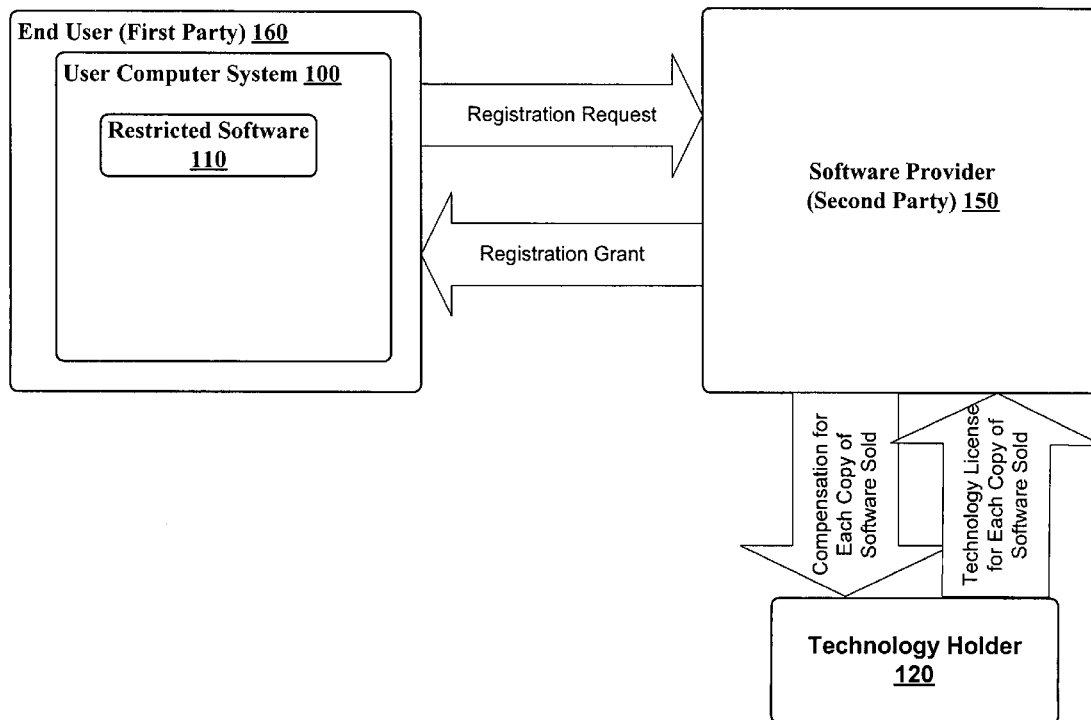 End User (First Party) 160
User Computer System 100
Restricted Software
110
Registration Request
Registration Grant
Software Provider
(Second Party) 150
Compensation for
Each Copy of
Software Sold
Technology License
for Each Copy of
Software Sold
Technology Holder
120